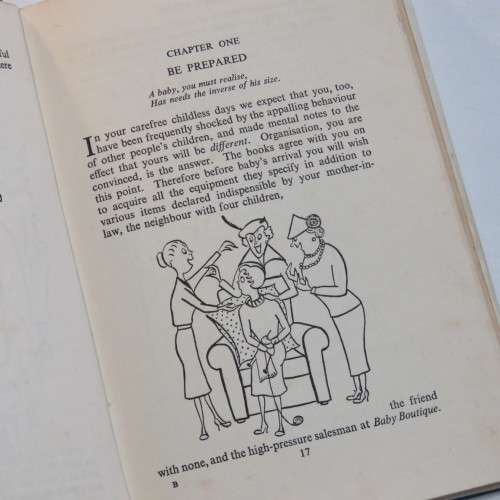 ful
ere
CHAPTER ONE
BE PREPARED
A baby, you must realise,
Has needs the inverse of his size.
In your carefree childless days we expect that you, too,
have been frequently shocked by the appalling behaviour
of other people's children, and made mental notes to the
effect that yours will be different. Organisation, you are
convinced, is the answer. The books agree with you on
this point. Therefore before baby's arrival you will wish
to acquire all the equipment they specify in addition to
various items declared indispensible by your mother-in-
law, the neighbour with four children,
the friend
with none, and the high-pressure salesman at Baby Boutique.
B
17